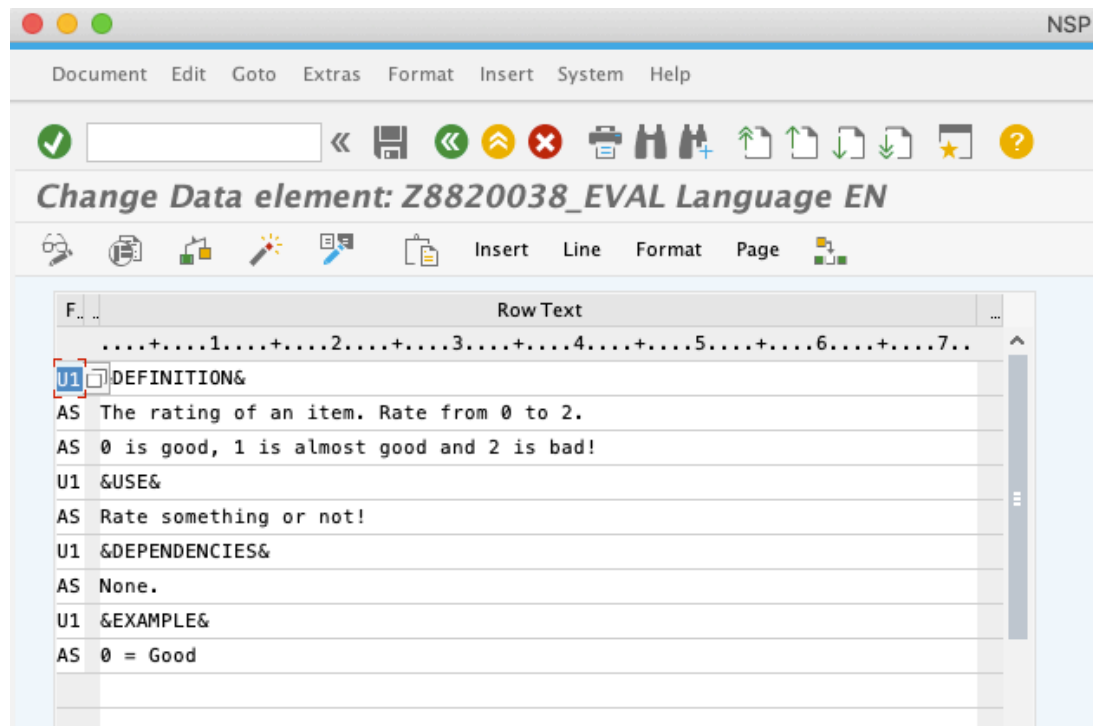 NSP
Document Edit Goto Extras Format Insert System Help
Change Data element: Z8820038_EVAL Language EN
Insert Line Format Page
F.. .. Row Text ...
....+....1....+....2....+....3....+....4....+....5....+....6....+....7..
U1 DEFINITION&
AS The rating of an item. Rate from 0 to 2.
AS 0 is good, 1 is almost good and 2 is bad!
U1 &USE&
AS Rate something or not!
U1 &DEPENDENCIES&
AS None.
U1 &EXAMPLE&
AS 0 = Good